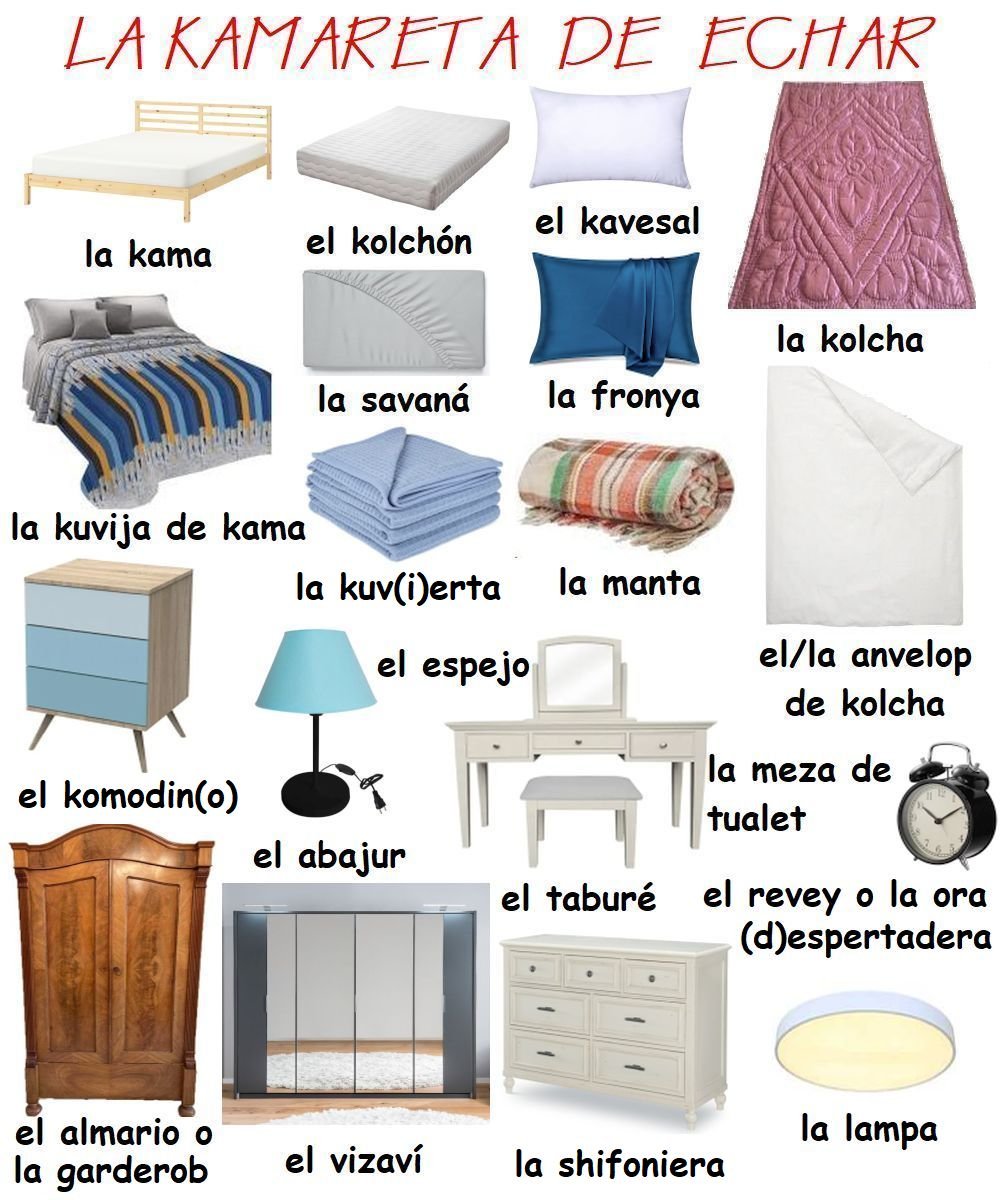 LA KAMARETA DE ECHAR
la kama
el kolchón
el kavesal
la kolcha
la savaná
la fronya
la kuvija de kama
la kuv(i)erta
la manta
el/la anvelop
de kolcha
el komodin(o)
el abajur
el espejo
la meza de
tualet
el taburé
el revey o la ora
(d)espertadera
el almario o
la garderob
el vizaví
la shifoniera
la lampa